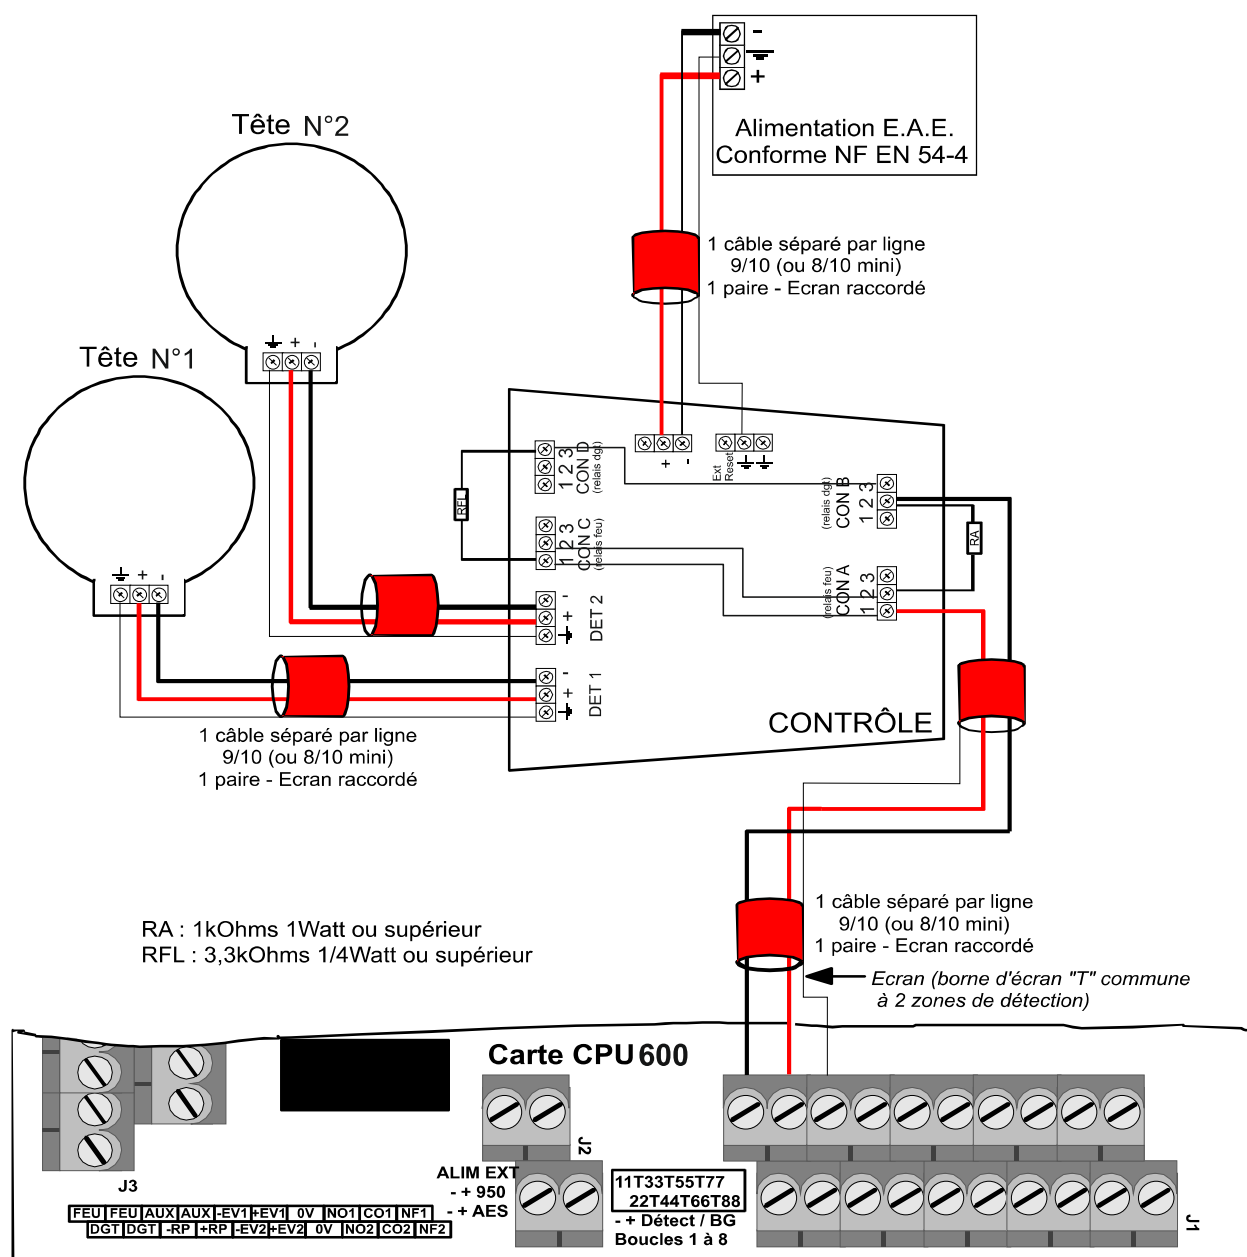 -
+
Alimentation E.A.E.
Conforme NF EN 54-4
Tête N°2
1 câble séparé par ligne
9/10 (ou 8/10 mini)
1 paire - Ecran raccordé
+ -
Tête N°1
+ -
+ -
Ext
Reset
1 2 3
CON D
(relais dgt)
RFL
1 2 3
CON C
(relais feu)
(relais dgt)
CON B
1 2 3
RA
(relais feu)
CON A
1 2 3
-
+
DET 2
-
+
DET 1
CONTRÔLE
1 câble séparé par ligne
9/10 (ou 8/10 mini)
1 paire - Ecran raccordé
RA : 1kOhms 1Watt ou supérieur
RFL : 3,3kOhms 1/4Watt ou supérieur
1 câble séparé par ligne
9/10 (ou 8/10 mini)
1 paire - Ecran raccordé
Ecran (borne d'écran "T" commune
à 2 zones de détection)
Carte CPU600
J3
FEU FEU AUX AUX -EV1 +EV1 0V NO1 CO1 NF1
DGT DGT -RP +RP -EV2 +EV2 0V NO2 CO2 NF2
J2
ALIM EXT
- + 950
- + AES
11T33T55T77
22T44T66T88
- + Détect / BG
Boucles 1 à 8
J1